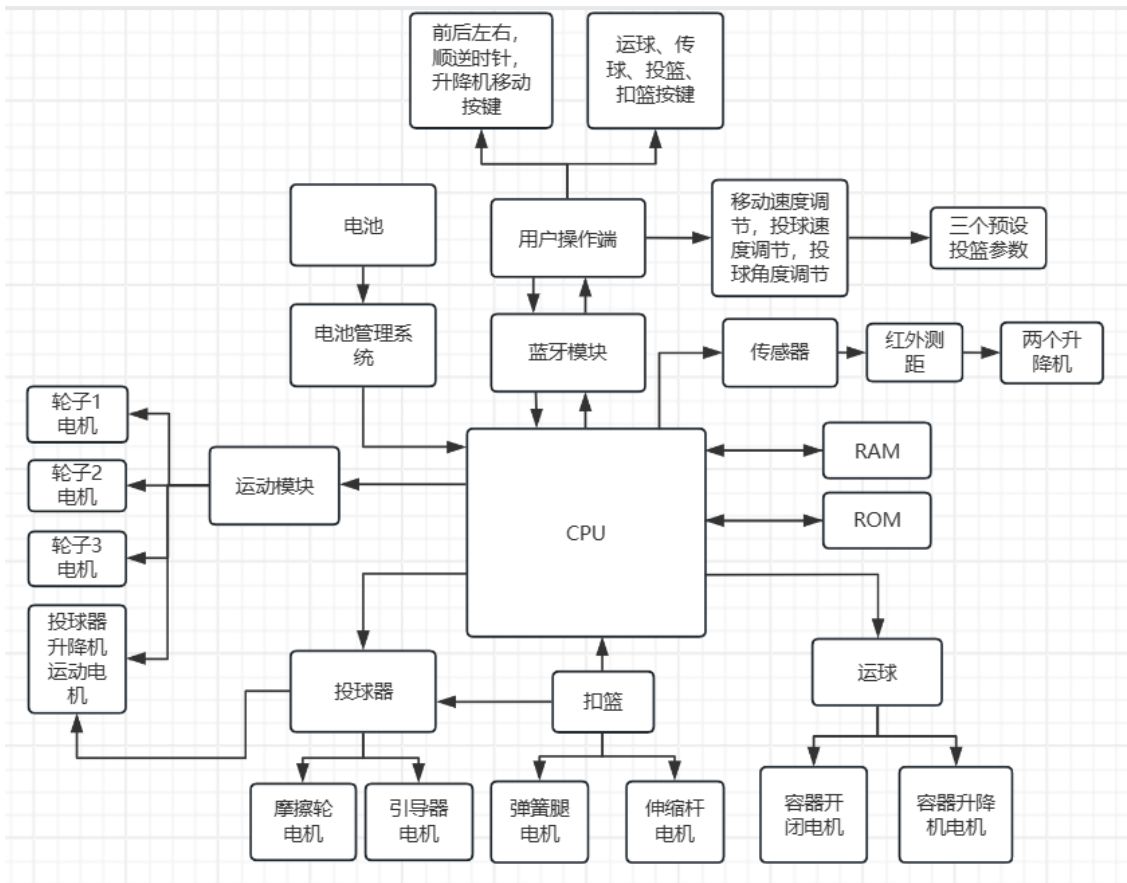 前后左右，
顺逆时针，
升降机移动
按键
运球、传
球、投篮、
扣篮按键
电池
用户操作端
移动速度调
节，投球速
度调节，投
球角度调节
三个预设
投篮参数
电池管理系
统
蓝牙模块
传感器
红外测
距
两个升
降机
轮子1
电机
轮子2
电机
轮子3
电机
投球器
升降机
运动电
机
运动模块
CPU
RAM
ROM
投球器
扣篮
运球
摩擦轮
电机
引导器
电机
弹簧腿
电机
伸缩杆
电机
容器开
闭电机
容器升降
机电机